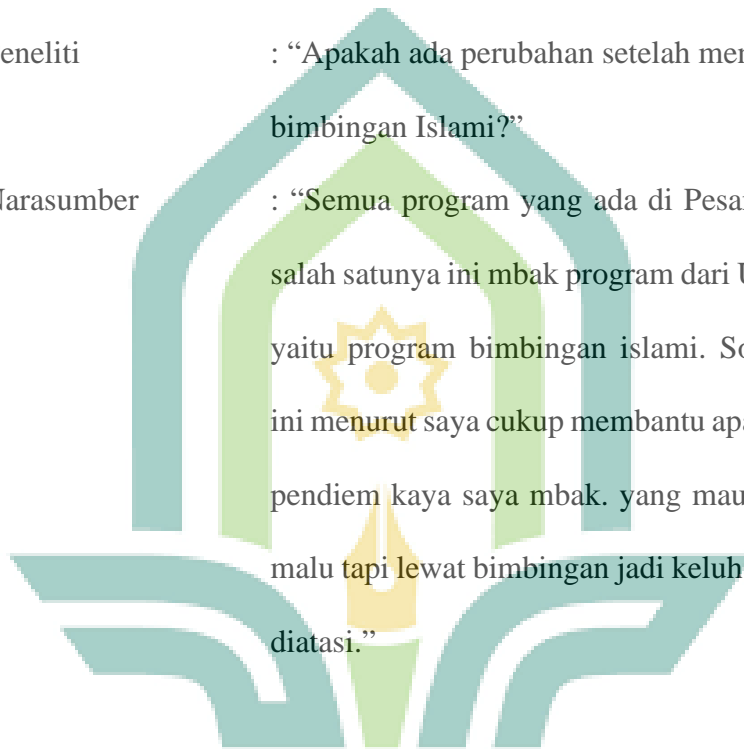 eneliti : “Apakah ada perubahan setelah mer
bimbingan Islami?”
Narasumber : “Semua program yang ada di Pesar
salah satunya ini mbak program dari U
yaitu program bimbingan islami. So
ini menurut saya cukup membantu apa
pendiem kaya saya mbak. yang mau
malu tapi lewat bimbingan jadi keluh
diatasi.”